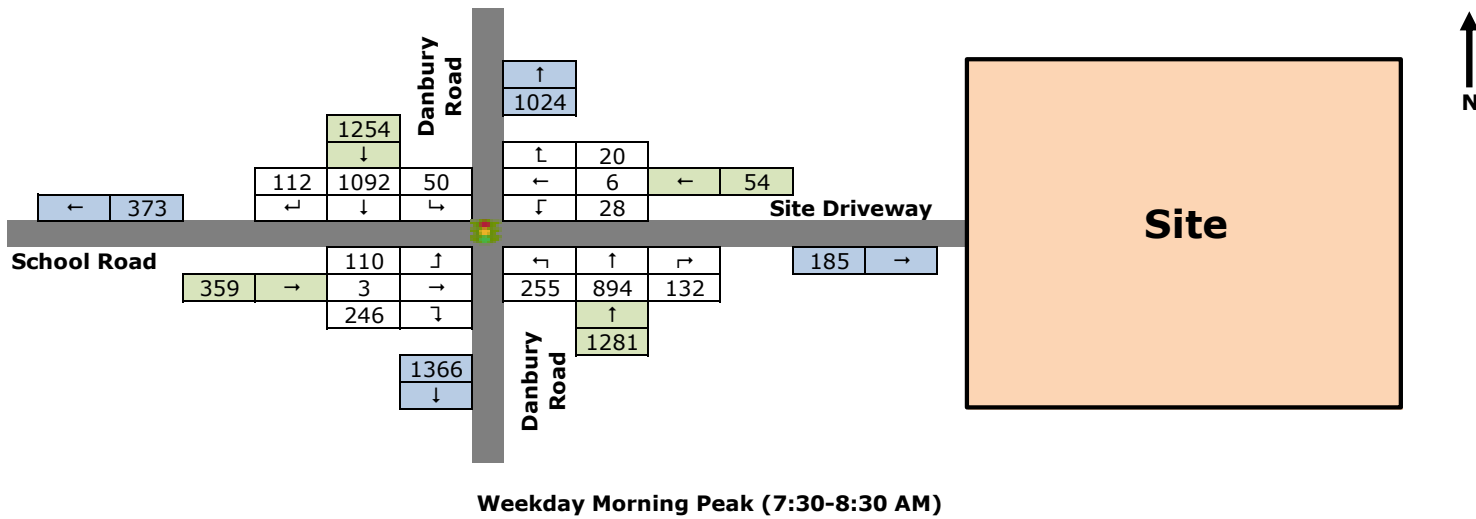 N
Danbury
Road
↑
1024
1254
↓
112 1092 50
↵ ↓ ↳
20
← 6
28
← 54
← 373
School Road
Site Driveway
Site
110
359 → 3 →
246
↰ ↑ ↱
255 894 132
↑
1281
185 →
1366
↓
Danbury
Road
Weekday Morning Peak (7:30-8:30 AM)